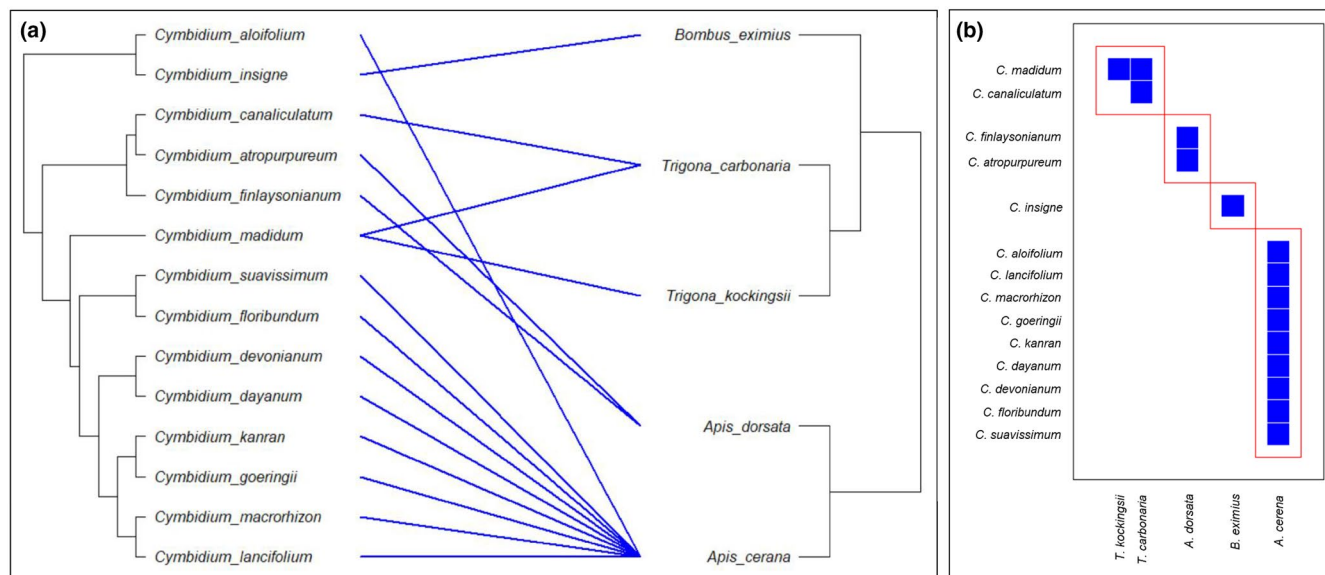 (a)
Cymbidium_aloifolium
Cymbidium_insigne
Cymbidium_canaliculatum
Cymbidium_atropurpureum
Cymbidium_finlaysonianum
Cymbidium_madidum
Cymbidium_suavissimum
Cymbidium_floribundum
Cymbidium_devonianum
Cymbidium_dayanum
Cymbidium_kanran
Cymbidium_goeringii
Cymbidium_macrorhizon
Cymbidium_lancifolium
Bombus_eximius
Trigona_carbonaria
Trigona_kockingsii
Apis_dorsata
Apis_cerana
(b)
C. madidum
C. canaliculatum
C. finlaysonianum
C. atropurpureum
C. insigne
C. aloifolium
C. lancifolium
C. macrorhizon
C. goeringii
C. kanran
C. dayanum
C. devonianum
C. floribundum
C. suavissimum
T. kockingsii
T. carbonaria
A. dorsata
B. eximius
A. cerena